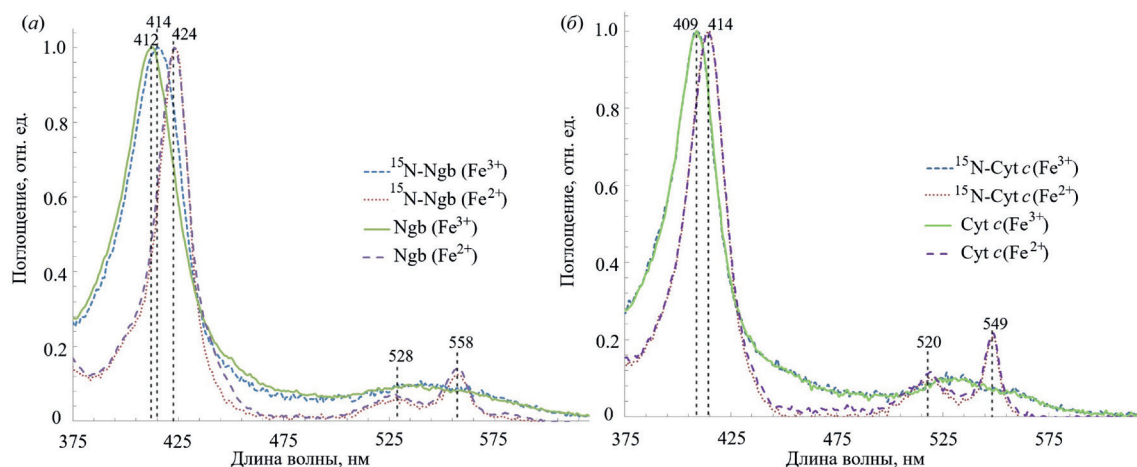 (а)
414
412
424
1.0
0.8
0.6
0.4
0.2
0
Поглощение, отн. ед.
¹⁵N-Ngb (Fe³⁺)
¹⁵N-Ngb (Fe²⁺)
Ngb (Fe³⁺)
Ngb (Fe²⁺)
528
558
375
425
475
525
575
Длина волны, нм
(б)
409
414
1.0
0.8
0.6
0.4
0.2
0
Поглощение, отн. ед.
¹⁵N-Cyt c(Fe³⁺)
¹⁵N-Cyt c(Fe²⁺)
Cyt c(Fe³⁺)
Cyt c(Fe²⁺)
520
549
375
425
475
525
575
Длина волны, нм